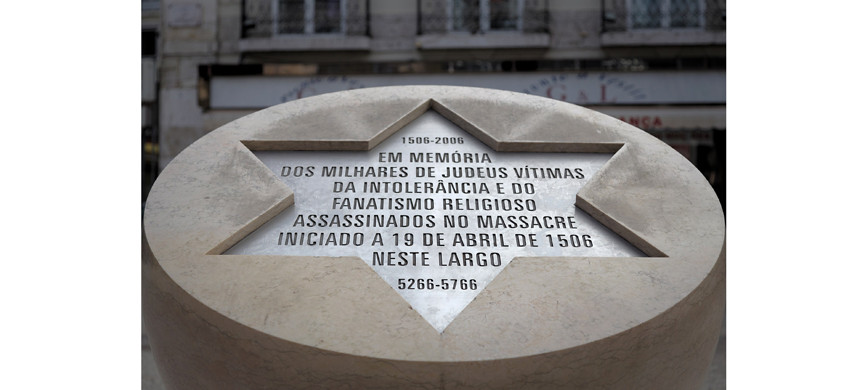 1506-2006
EM MEMÓRIA
DOS MILHARES DE JUDEUS VÍTIMAS
DA INTOLERÂNCIA E DO
FANATISMO RELIGIOSO
ASSASSINADOS NO MASSACRE
INICIADO A 19 DE ABRIL DE 1506
NESTE LARGO
5266-5766